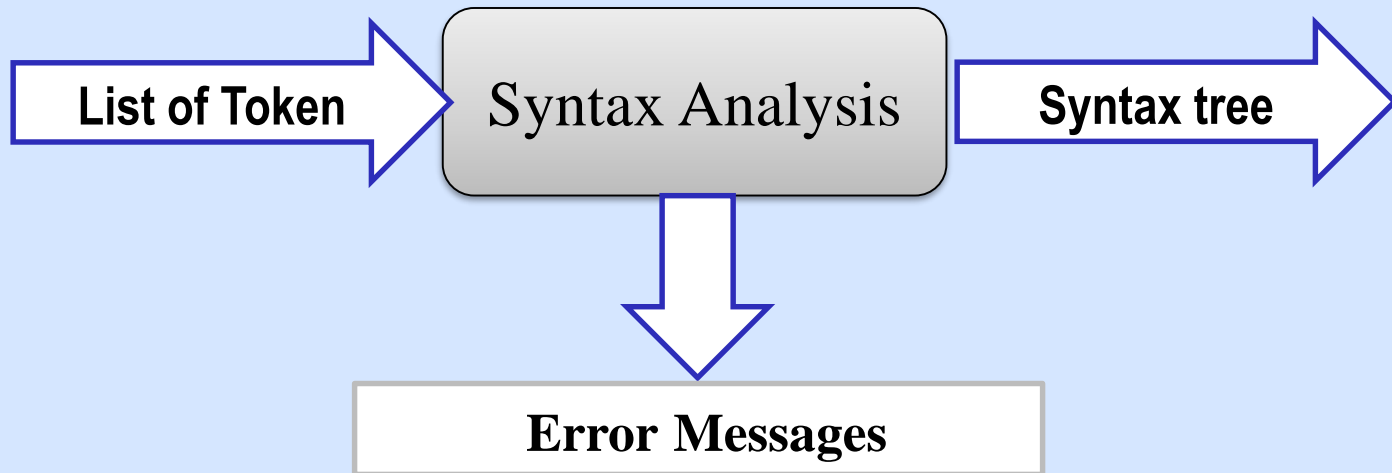 List of Token
Syntax Analysis
Syntax tree
Error Messages